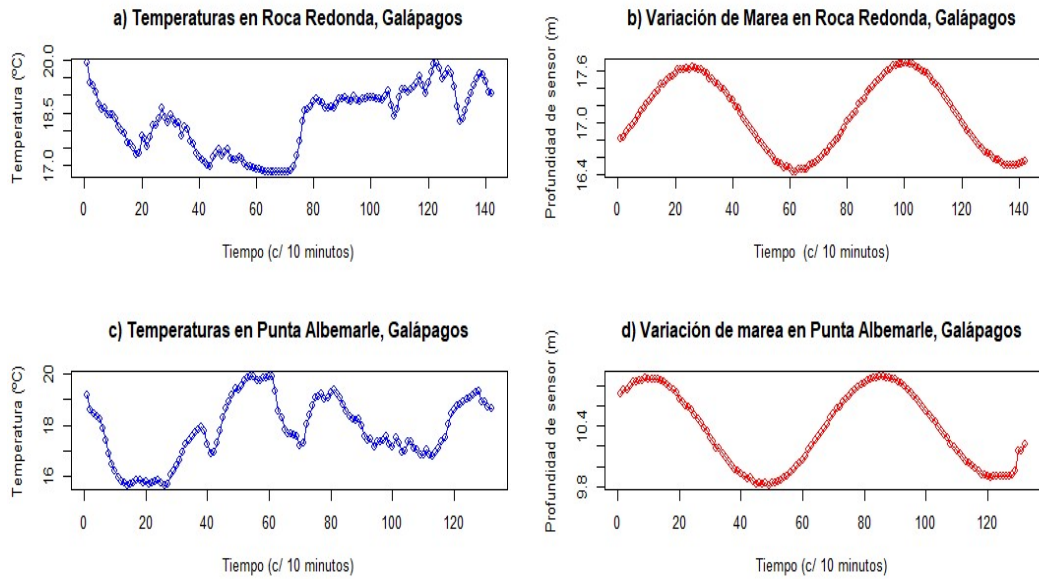 a) Temperaturas en Roca Redonda, Galápagos
Temperatura (ºC)
20.0
18.5
17.0
0 20 40 60 80 100 120 140
Tiempo (c/ 10 minutos)
b) Variación de Marea en Roca Redonda, Galápagos
Profundidad de sensor (m)
17.6
17.0
16.4
0 20 40 60 80 100 120 140
Tiempo (c/ 10 minutos)
c) Temperaturas en Punta Albemarle, Galápagos
Temperatura (ºC)
20
18
16
0 20 40 60 80 100 120
Tiempo (c/ 10 minutos)
d) Variación de marea en Punta Albemarle, Galápagos
Profundidad de sensor (m)
10.4
9.8
0 20 40 60 80 100 120
Tiempo (c/ 10 minutos)